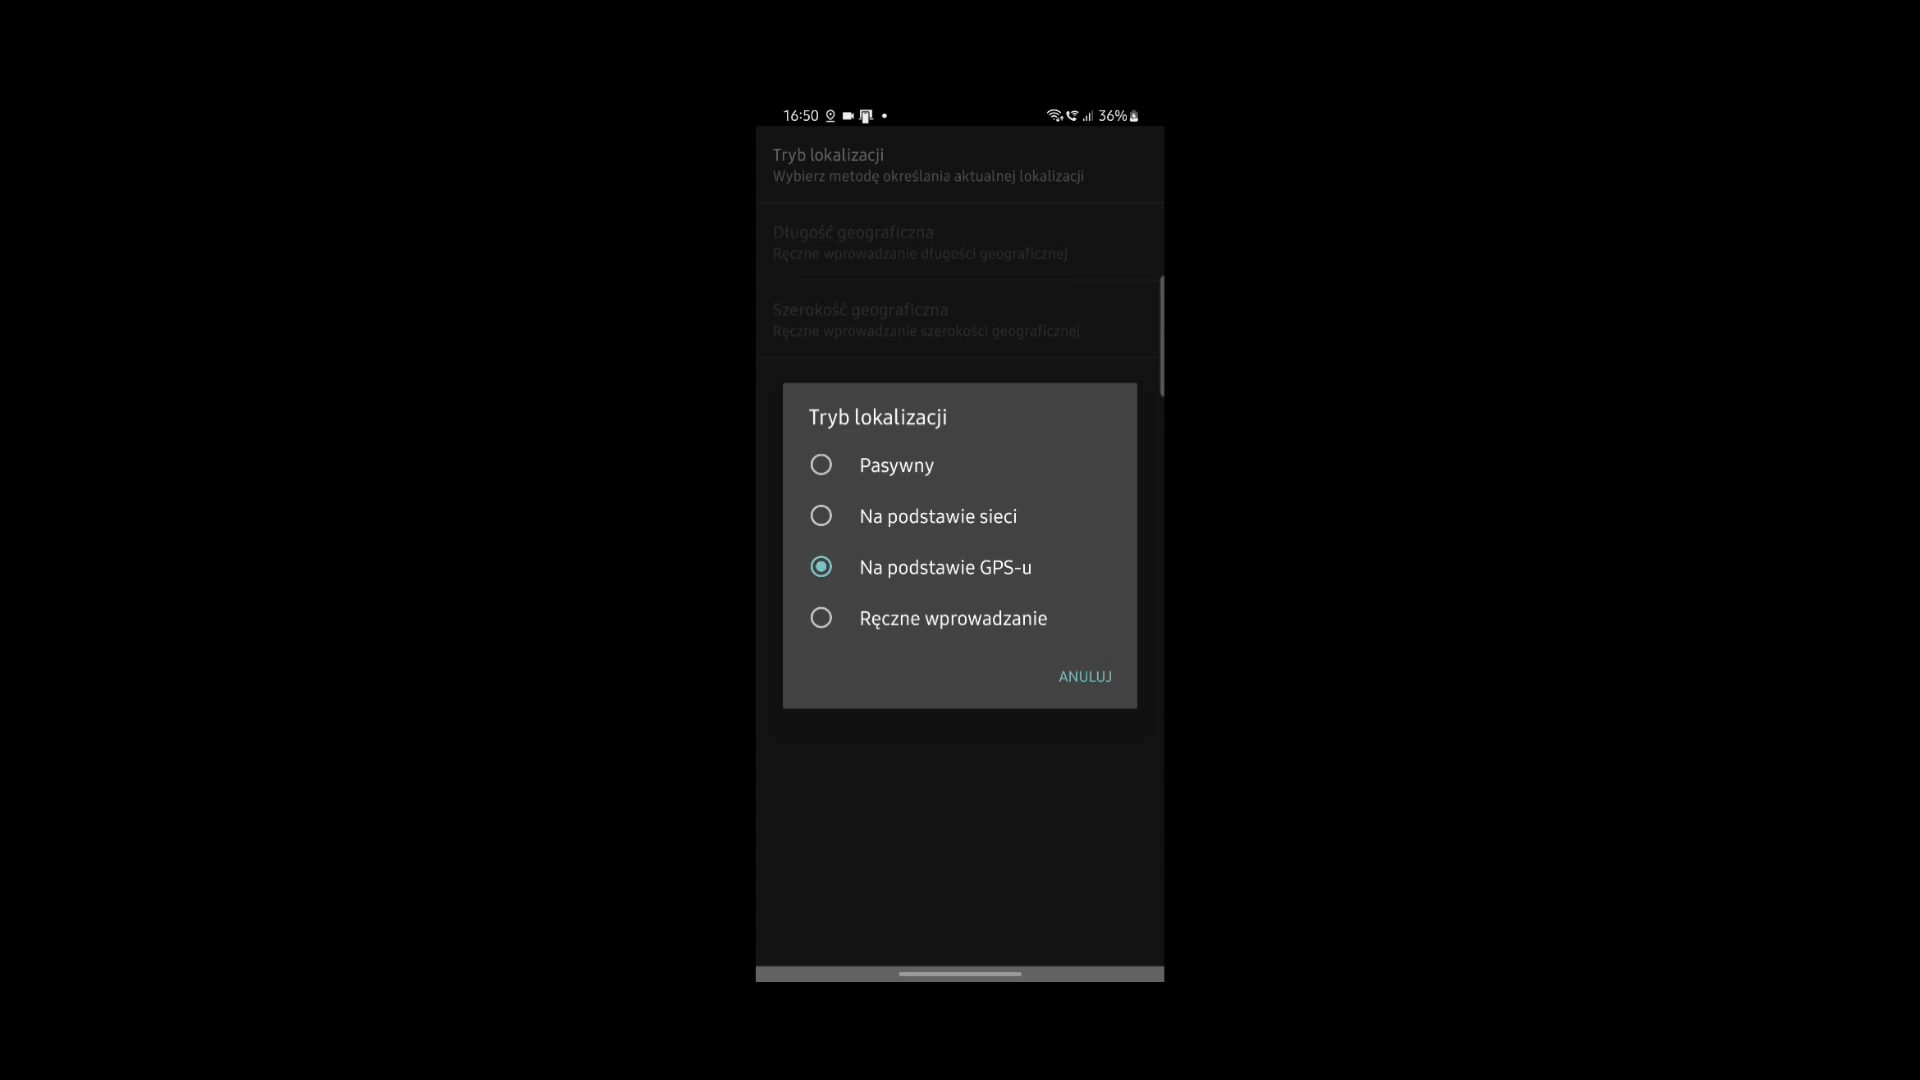 16:50 36%
Tryb lokalizacji
Wybierz metodę określania aktualnej lokalizacji
Długość geograficzna
Ręczne wprowadzanie długości geograficznej
Szerokość geograficzna
Ręczne wprowadzanie szerokości geograficznej
Tryb lokalizacji
Pasywny
Na podstawie sieci
Na podstawie GPS-u
Ręczne wprowadzanie
ANULUJ